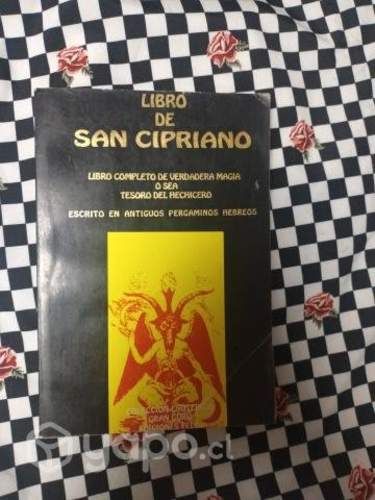 LIBRO
DE
SAN CIPRIANO
LIBRO COMPLETO DE VERDADERA MAGIA
O SEA
TESORO DEL HECHICERO
ESCRITO EN ANTIGUOS PERGAMINOS HEBREOS
GRAN
yapo.cl